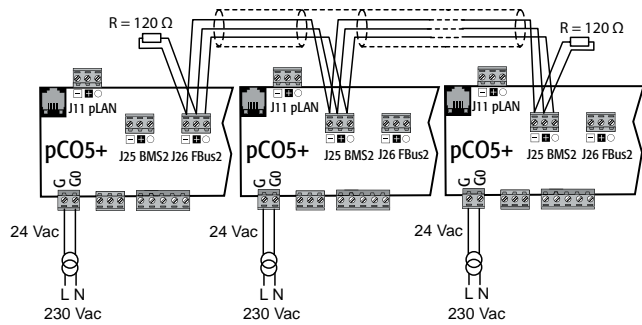 R = 120 Ω
R = 120 Ω
J11 pLAN
J11 pLAN
J11 pLAN
pCO5+
J25 BMS2
J26 FBus2
pCO5+
J25 BMS2
J26 FBus2
pCO5+
J25 BMS2
J26 FBus2
G
G0
G
G0
G
G0
24 Vac
24 Vac
24 Vac
L N
L N
L N
230 Vac
230 Vac
230 Vac